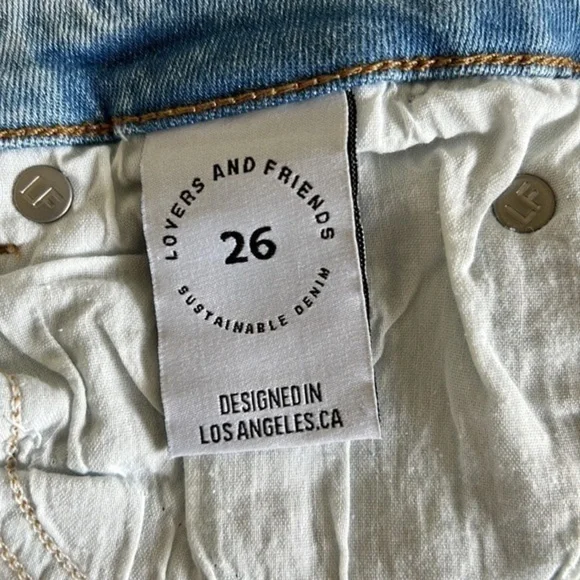 LOVERS AND FRIENDS
26
SUSTAINABLE DENIM
DESIGNED IN
LOS ANGELES.CA
LF
LF